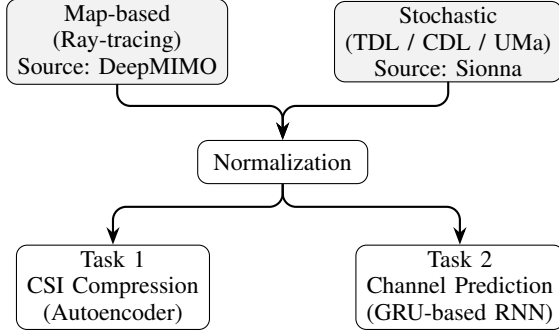 Map-based
(Ray-tracing)
Source: DeepMIMO
Stochastic
(TDL / CDL / UMa)
Source: Sionna
Normalization
Task 1
CSI Compression
(Autoencoder)
Task 2
Channel Prediction
(GRU-based RNN)